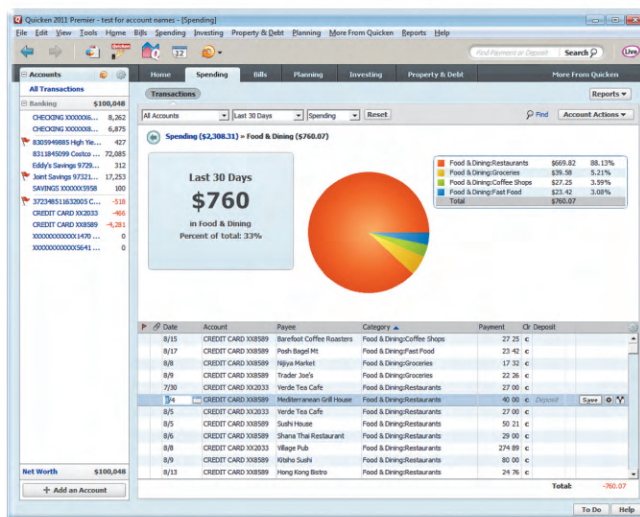 Quicken 2011 Premier - test for account names - [Spending]
File Edit View Tools Home Bills Spending Investing Property & Debt Planning More From Quicken Reports Help
Find Payment or Deposit Search Live
Accounts Home Spending Bills Planning Investing Property & Debt More From Quicken
All Transactions Transactions Reports
Banking $100,048 All Accounts Last 30 Days Spending Reset Find Account Actions
CHECKING XXXXXX6... 8,262
CHECKING XXXXXX8... 6,875
8305949885 High Yie... 427
8311845099 Costco ... 72,085
Eddy's Savings 9729... 312
Joint Savings 97321... 17,253
SAVINGS XXXXXX5958 100
372348511632005 C... -518
CREDIT CARD XX2033 -466
CREDIT CARD XX8589 -4,281
XXXXXXXXXXXX1470 ... 0
XXXXXXXXXXXX5641 ... 0
Net Worth $100,048
Add an Account
Spending ($2,308.31) » Food & Dining ($760.07)
Last 30 Days
$760
in Food & Dining
Percent of total: 33%
Food & Dining:Restaurants $669.82 88.13%
Food & Dining:Groceries $39.58 5.21%
Food & Dining:Coffee Shops $27.25 3.59%
Food & Dining:Fast Food $23.42 3.08%
Total $760.07
Date Account Payee Category Payment Clr Deposit
8/15 CREDIT CARD XX8589 Barefoot Coffee Roasters Food & Dining:Coffee Shops 27 25 c
8/17 CREDIT CARD XX8589 Posh Bagel Mt Food & Dining:Fast Food 23 42 c
8/8 CREDIT CARD XX8589 Nijiya Market Food & Dining:Groceries 17 32 c
8/9 CREDIT CARD XX8589 Trader Joe's Food & Dining:Groceries 22 26 c
7/30 CREDIT CARD XX2033 Verde Tea Cafe Food & Dining:Restaurants 27 00 c
8/4 CREDIT CARD XX8589 Mediterranean Grill House Food & Dining:Restaurants 40 00 c Deposit Save
8/5 CREDIT CARD XX2033 Verde Tea Cafe Food & Dining:Restaurants 27 00 c
8/5 CREDIT CARD XX8589 Sushi House Food & Dining:Restaurants 50 21 c
8/6 CREDIT CARD XX8589 Shana Thai Restaurant Food & Dining:Restaurants 29 00 c
8/8 CREDIT CARD XX2033 Village Pub Food & Dining:Restaurants 274 89 c
8/9 CREDIT CARD XX8589 Kitsho Sushi Food & Dining:Restaurants 80 00 c
8/13 CREDIT CARD XX8589 Hong Kong Bistro Food & Dining:Restaurants 24 76 c
Total: -760.07
To Do Help